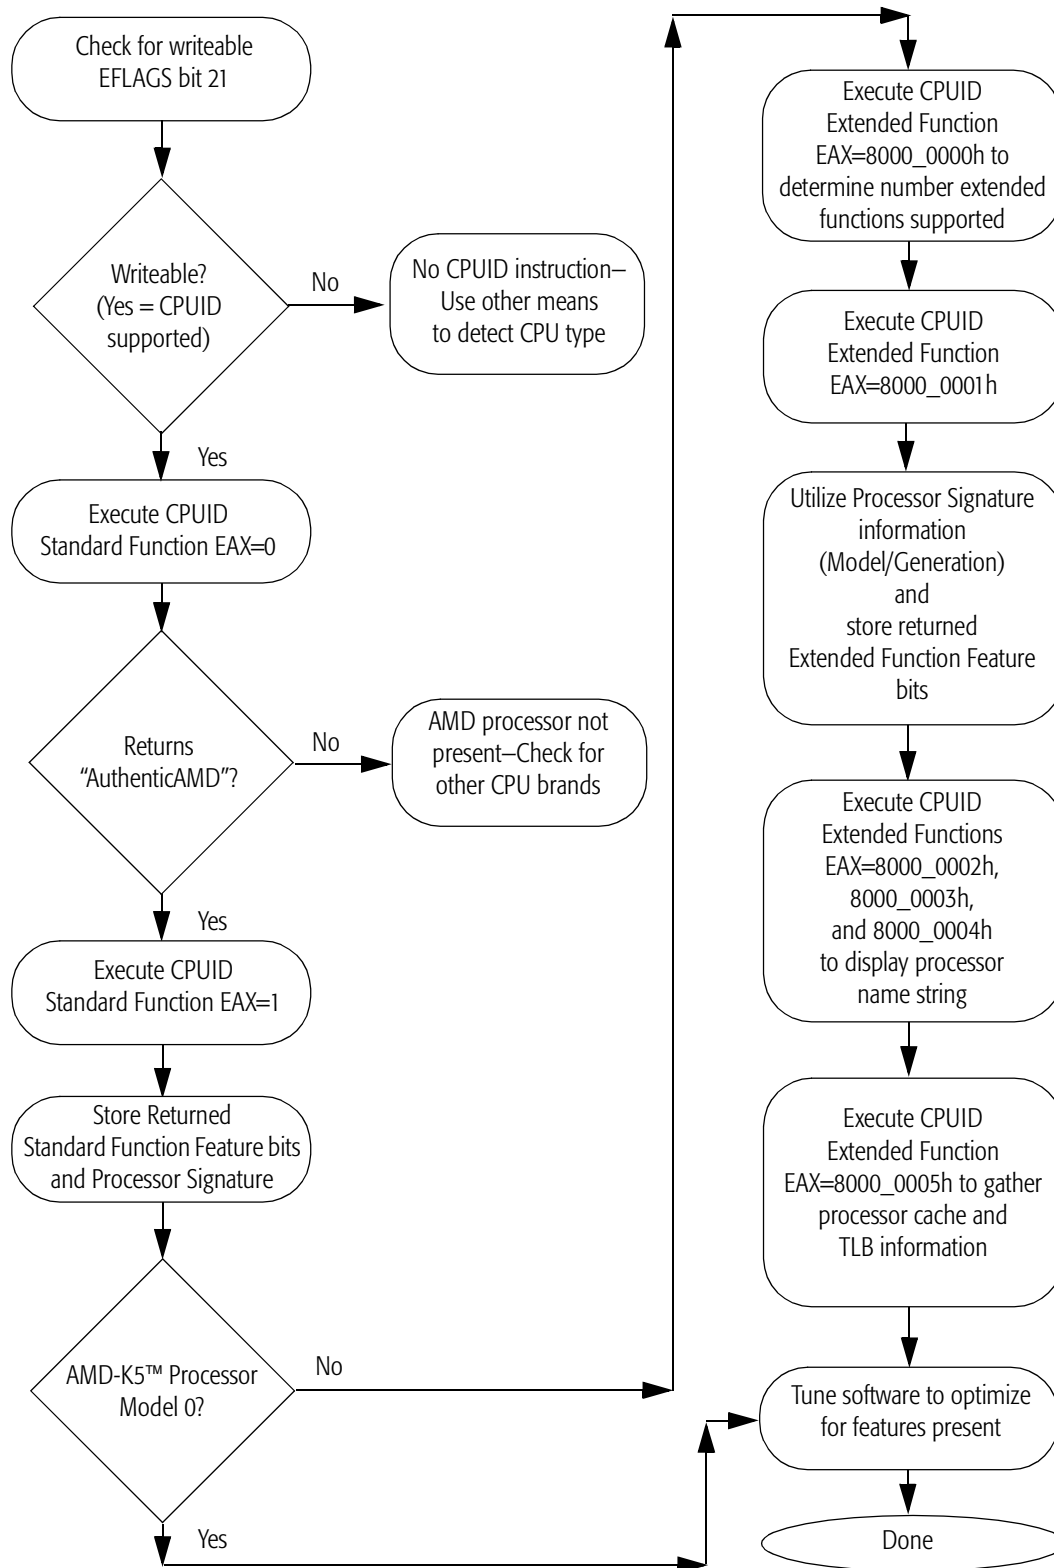 Check for writeable
EFLAGS bit 21
Writeable?
(Yes = CPUID
supported)
No
No CPUID instruction–
Use other means
to detect CPU type
Yes
Execute CPUID
Standard Function EAX=0
Returns
“AuthenticAMD”?
No
AMD processor not
present–Check for
other CPU brands
Yes
Execute CPUID
Standard Function EAX=1
Store Returned
Standard Function Feature bits
and Processor Signature
AMD-K5™ Processor
Model 0?
No
Yes
Execute CPUID
Extended Function
EAX=8000_0000h to
determine number extended
functions supported
Execute CPUID
Extended Function
EAX=8000_0001h
Utilize Processor Signature
information
(Model/Generation)
and
store returned
Extended Function Feature
bits
Execute CPUID
Extended Functions
EAX=8000_0002h,
8000_0003h,
and 8000_0004h
to display processor
name string
Execute CPUID
Extended Function
EAX=8000_0005h to gather
processor cache and
TLB information
Tune software to optimize
for features present
Done